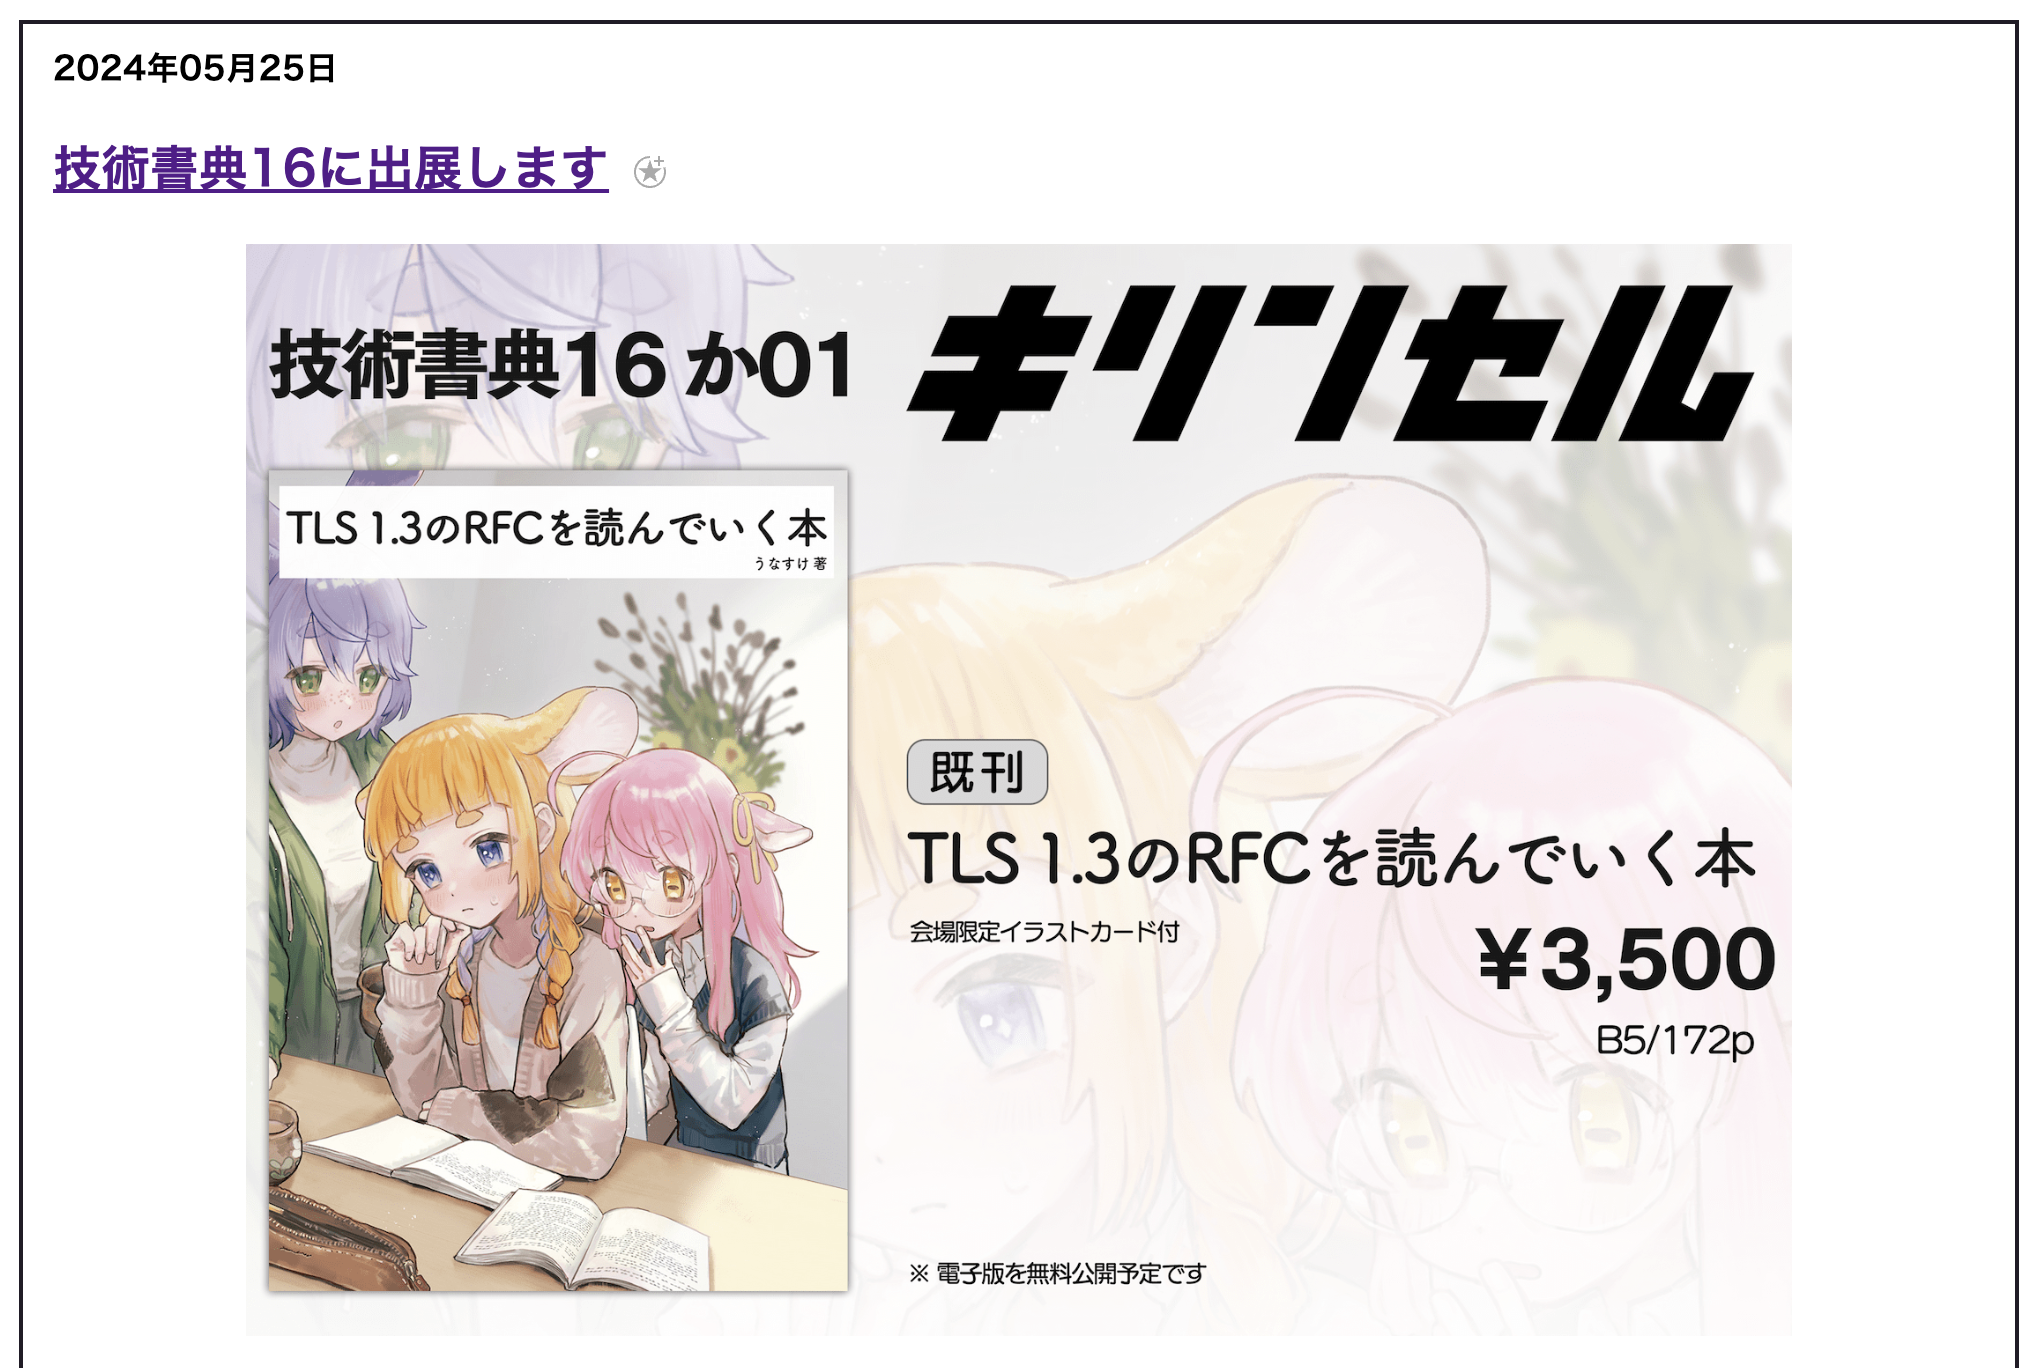 2024年05月25日
技術書典16に出展します
技術書典16 か01
キリンセル
TLS 1.3のRFCを読んでいく本
うなすけ 著
既刊
TLS 1.3のRFCを読んでいく本
会場限定イラストカード付
¥3,500
B5/172p
※ 電子版を無料公開予定です